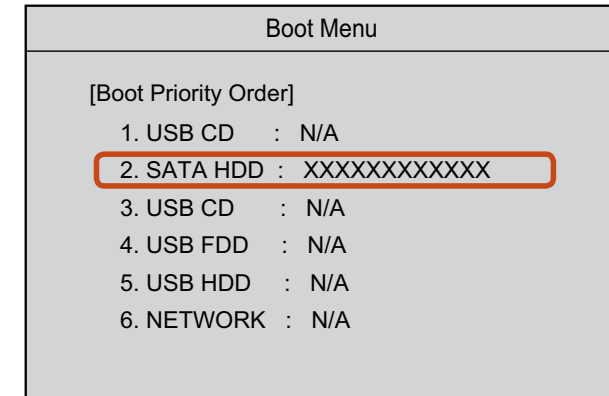 Boot Menu
[Boot Priority Order]
1. USB CD : N/A
2. SATA HDD : XXXXXXXXXXXX
3. USB CD : N/A
4. USB FDD : N/A
5. USB HDD : N/A
6. NETWORK : N/A